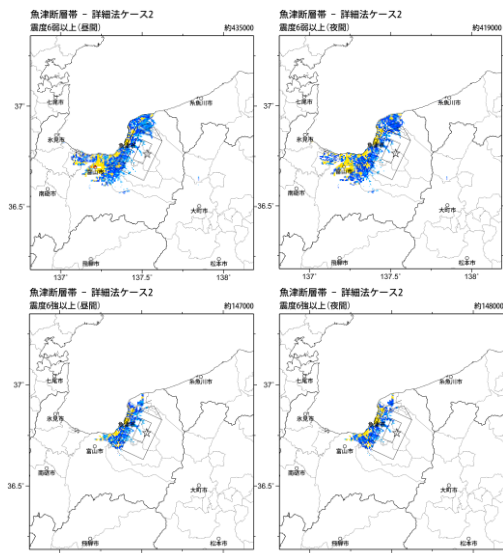 魚津断層帯 – 詳細法ケース2
震度6弱以上(昼間) 約435000
37˚
36.5˚
137˚ 137.5˚ 138˚
七尾市
糸魚川市
氷見市
富山市
南砺市
大町市
飛騨市
松本市
魚津断層帯 – 詳細法ケース2
震度6弱以上(夜間) 約419000
37˚
36.5˚
137˚ 137.5˚ 138˚
七尾市
糸魚川市
氷見市
富山市
南砺市
大町市
飛騨市
松本市
魚津断層帯 – 詳細法ケース2
震度6強以上(昼間) 約147000
37˚
36.5˚
七尾市
糸魚川市
氷見市
富山市
南砺市
大町市
飛騨市
松本市
魚津断層帯 – 詳細法ケース2
震度6強以上(夜間) 約148000
37˚
36.5˚
七尾市
糸魚川市
氷見市
富山市
南砺市
大町市
飛騨市
松本市